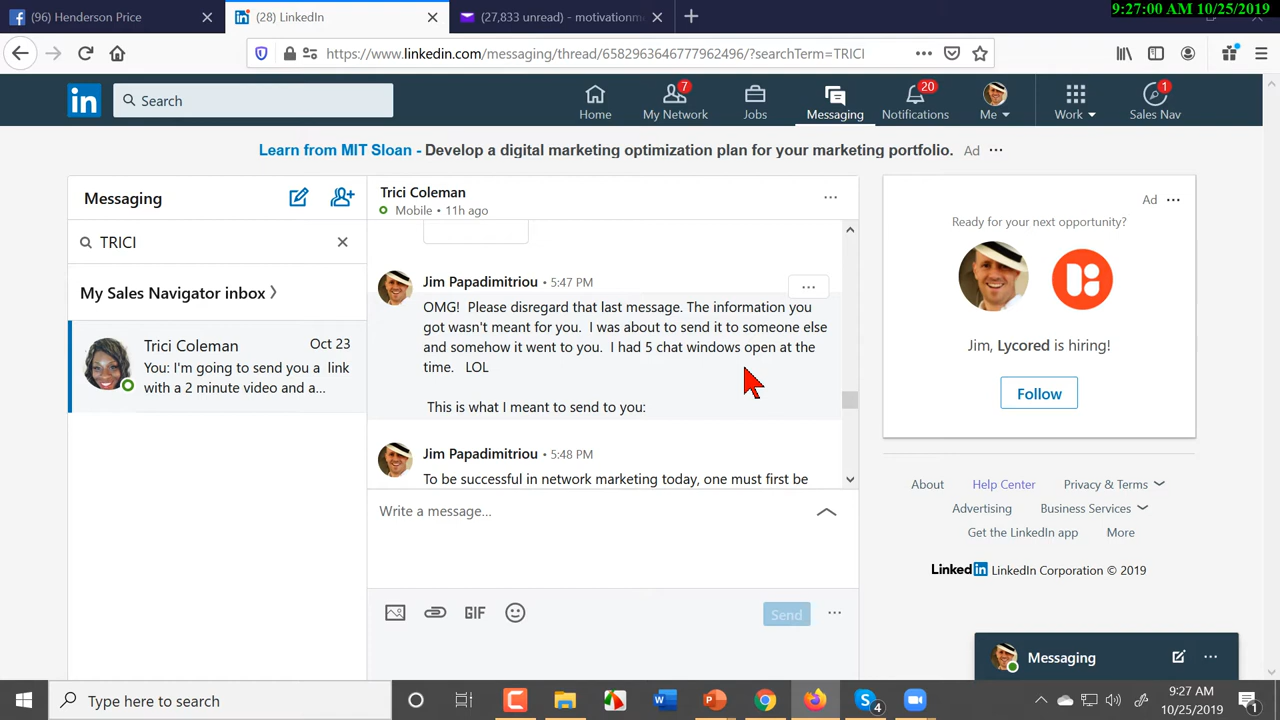 9:27:00 AM 10/25/2019
(96) Henderson Price
(28) LinkedIn
(27,833 unread) - motivationm
https://www.linkedin.com/messaging/thread/6582963646777962496/?searchTerm=TRICI
in
Search
Home
7
My Network
Jobs
Messaging
20
Notifications
Me
Work
1
Sales Nav
Learn from MIT Sloan - Develop a digital marketing optimization plan for your marketing portfolio. Ad
Messaging
TRICI
My Sales Navigator inbox
Trici Coleman Oct 23
You: I'm going to send you a link
with a 2 minute video and a...
Trici Coleman
Mobile • 11h ago
Jim Papadimitriou • 5:47 PM
OMG! Please disregard that last message. The information you
got wasn't meant for you. I was about to send it to someone else
and somehow it went to you. I had 5 chat windows open at the
time. LOL
This is what I meant to send to you:
Jim Papadimitriou • 5:48 PM
To be successful in network marketing today, one must first be
Write a message...
GIF
Send
Ad
Ready for your next opportunity?
Jim, Lycored is hiring!
Follow
About Help Center Privacy & Terms
Advertising Business Services
Get the LinkedIn app More
LinkedIn LinkedIn Corporation © 2019
Messaging
Type here to search
4
9:27 AM
10/25/2019
1